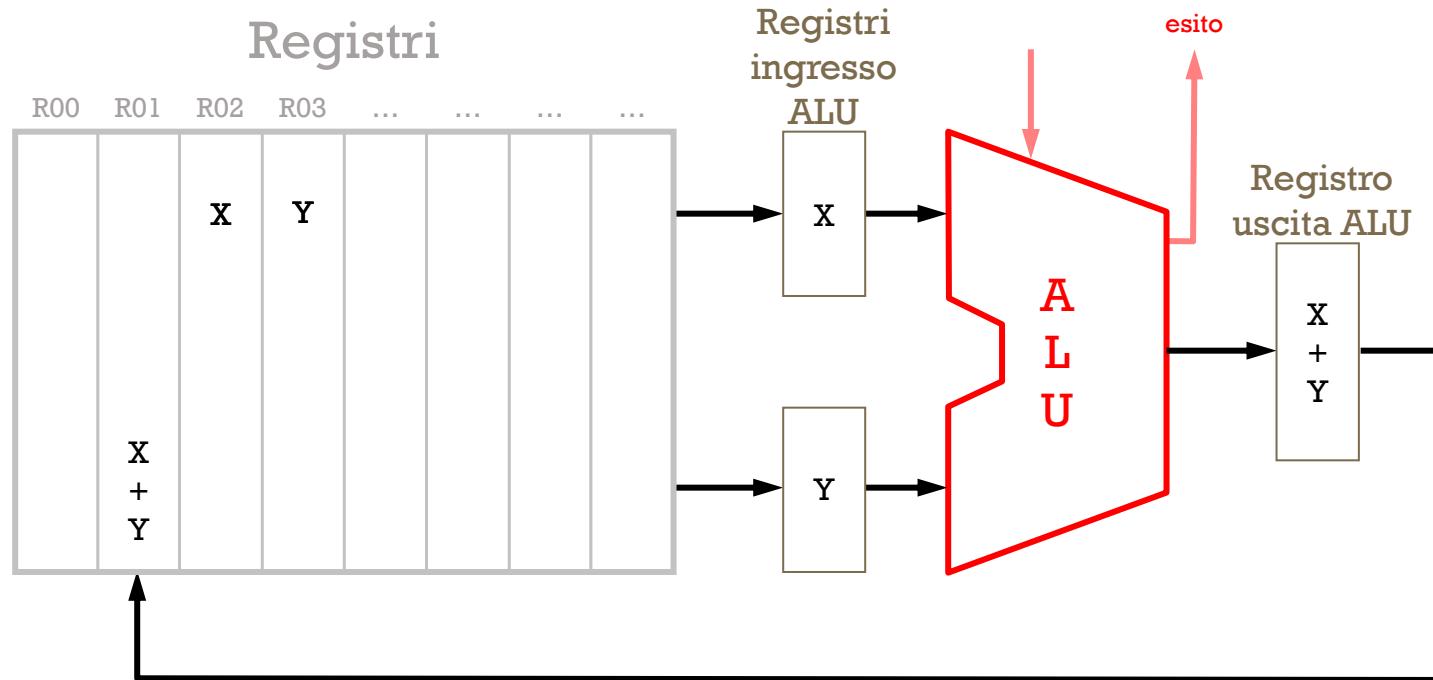 Registri
R00 R01 R02 R03 ... ... ... ...
X Y
X
+
Y
Registri
ingresso
ALU
X
Y
esito
A
L
U
Registro
uscita ALU
X
+
Y